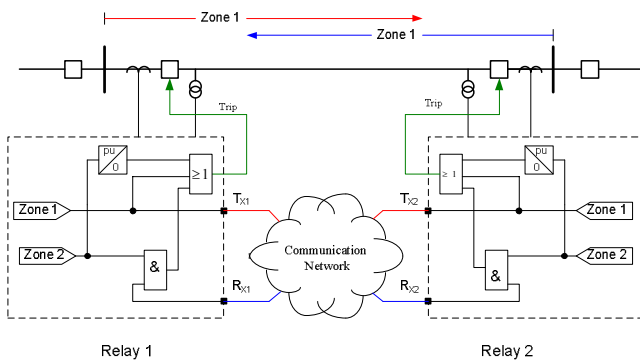 Zone 1
Zone 1
Trip
Trip
pu
0
≥1
pu
0
≥ 1
Zone 1
TX1
TX2
Zone 1
Zone 2
&
Communication
Network
Zone 2
&
RX1
RX2
Relay 1
Relay 2